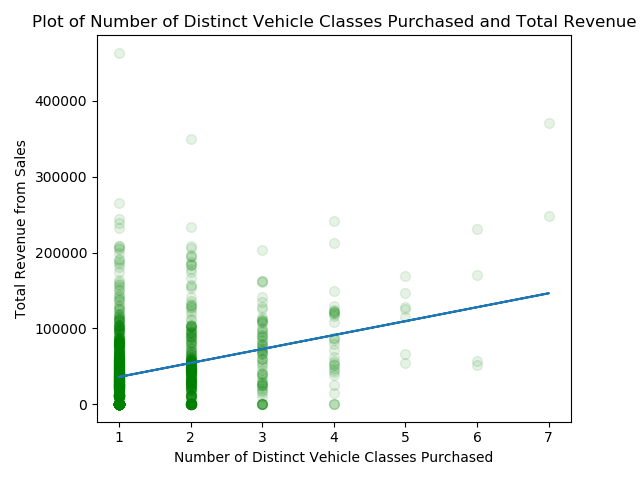 Plot of Number of Distinct Vehicle Classes Purchased and Total Revenue
400000
300000
200000
100000
0
Total Revenue from Sales
1 2 3 4 5 6 7
Number of Distinct Vehicle Classes Purchased